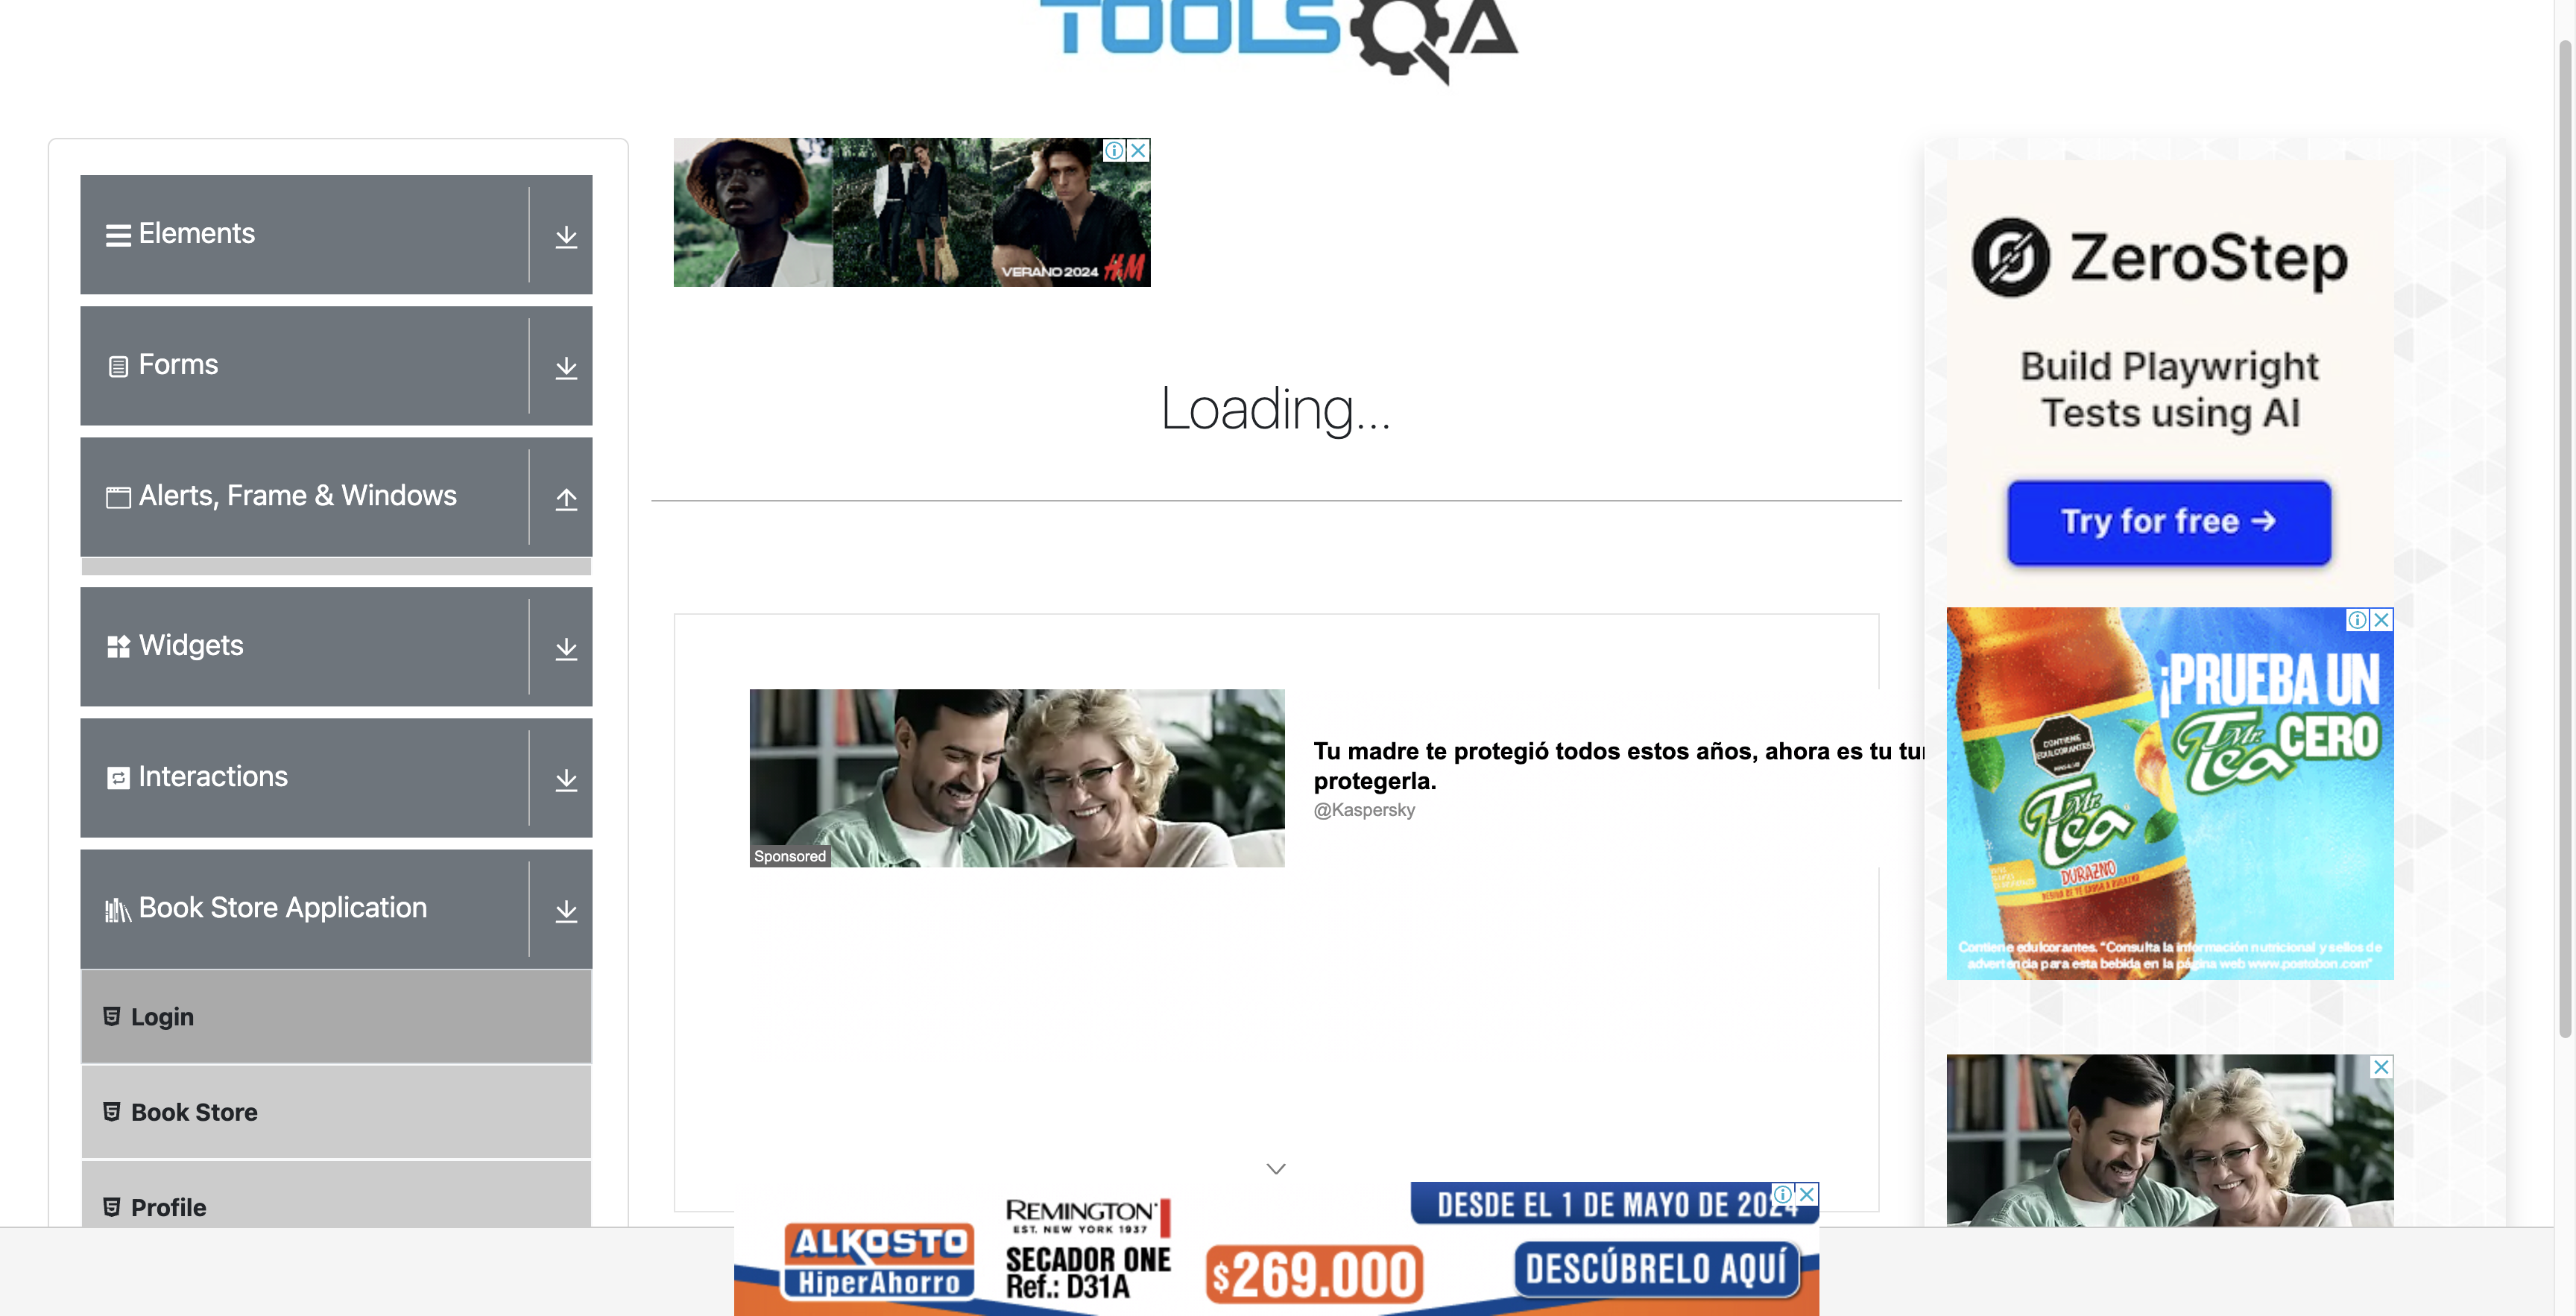 TOOLSQA
Elements
Forms
Alerts, Frame & Windows
Widgets
Interactions
Book Store Application
Login
Book Store
Profile
VERANO 2024 H&M
Loading...
Sponsored
Tu madre te protegió todos estos años, ahora es tu tur
protegerla.
@Kaspersky
ZeroStep
Build Playwright
Tests using AI
Try for free →
¡PRUEBA UN
Mr. Tea CERO
CONTIENE
EDULCORANTES
Mr.
Tea
DURAZNO
Contiene edulcorantes. "Consulta la información nutricional y sellos de
advertencia para esta bebida en la página web www.postobon.com"
ALKOSTO
HiperAhorro
REMINGTON
EST. NEW YORK 1937
SECADOR ONE
Ref.: D31A
$269.000
DESDE EL 1 DE MAYO DE 2024
DESCÚBRELO AQUÍ